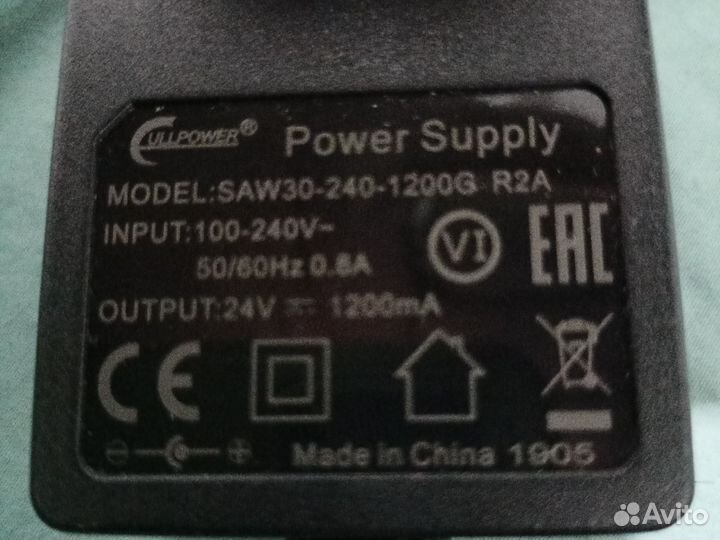 CULLPOWER® Power Supply
MODEL:SAW30-240-1200G R2A
INPUT:100-240V~
50/60Hz 0.8A
VI
EAC
OUTPUT:24V 1200mA
CE
Made in China 1905
Avito